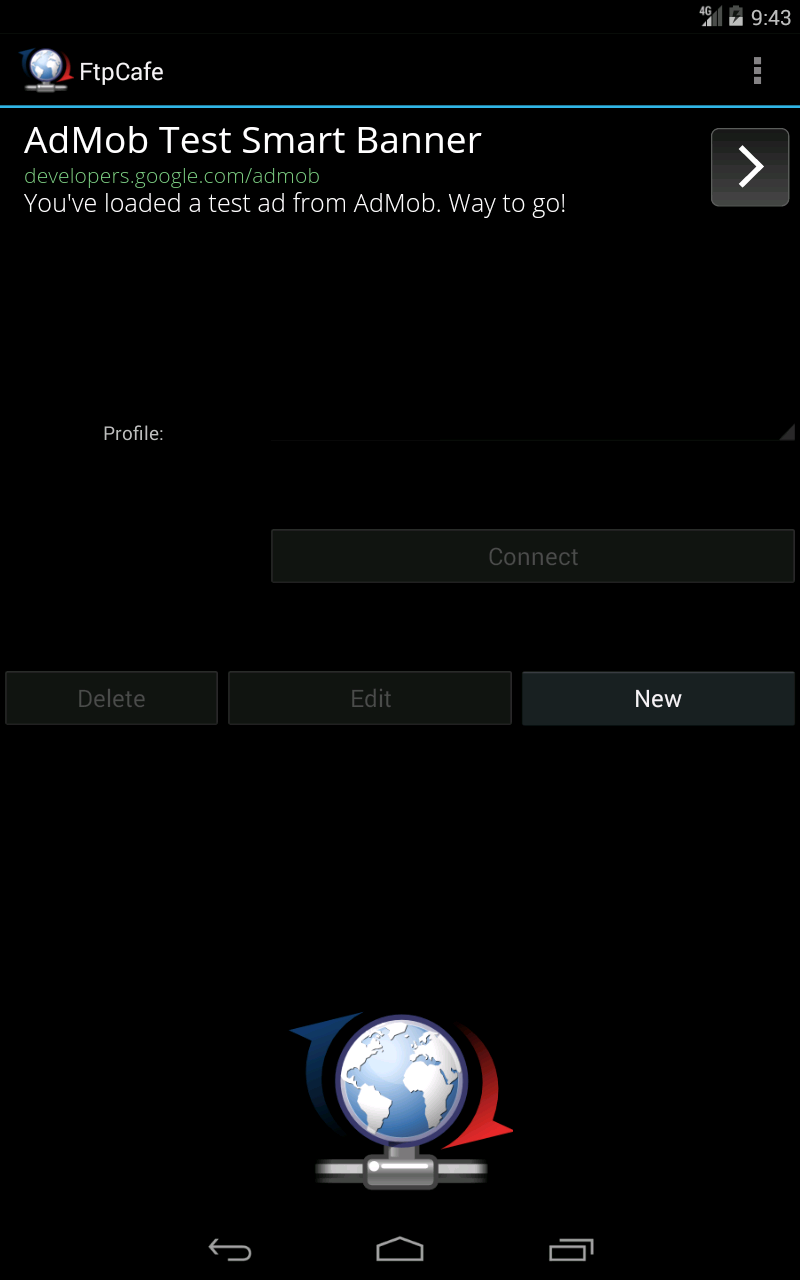 4G 9:43
FtpCafe
AdMob Test Smart Banner
developers.google.com/admob
You've loaded a test ad from AdMob. Way to go!
Profile:
Connect
Delete Edit New